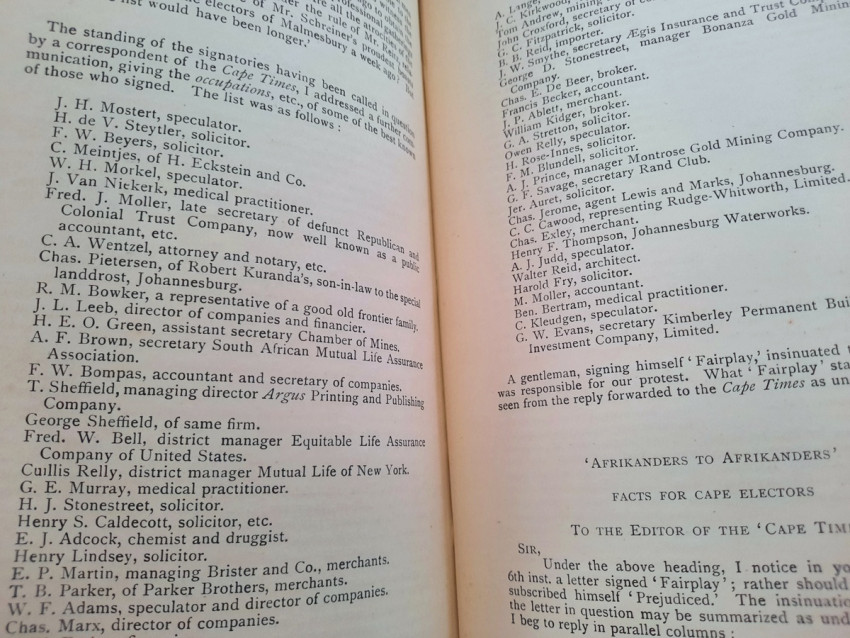 the electors of Malmesbury a week ago? But
list would have been longer.'
The standing of the signatories having been called in question
by a correspondent of the Cape Times, I addressed a further com-
munication, giving the occupations, etc., of some of the best known
of those who signed. The list was as follows :
J. H. Mostert, speculator.
H. de V. Steytler, solicitor.
F. W. Beyers, solicitor.
C. Meintjes, of H. Eckstein and Co.
W. H. Morkel, speculator.
J. Van Niekerk, medical practitioner.
Fred. J. Moller, late secretary of defunct Republican and
Colonial Trust Company, now well known as a public
accountant, etc.
C. A. Wentzel, attorney and notary, etc.
Chas. Pietersen, of Robert Kuranda's, son-in-law to the special
landdrost, Johannesburg.
R. M. Bowker, a representative of a good old frontier family.
J. L. Leeb, director of companies and financier.
H. E. O. Green, assistant secretary Chamber of Mines.
A. F. Brown, secretary South African Mutual Life Assurance
Association.
F. W. Bompas, accountant and secretary of companies.
T. Sheffield, managing director Argus Printing and Publishing
Company.
George Sheffield, of same firm.
Fred. W. Bell, district manager Equitable Life Assurance
Company of United States.
Cullis Relly, district manager Mutual Life of New York.
G. E. Murray, medical practitioner.
H. J. Stonestreet, solicitor.
Henry S. Caldecott, solicitor, etc.
E. J. Adcock, chemist and druggist.
Henry Lindsey, solicitor.
E. P. Martin, managing Brister and Co., merchants.
T. B. Parker, of Parker Brothers, merchants.
W. F. Adams, speculator and director of companies.
Chas. Marx, director of companies.
A. Lange,
J. C. Kirkwood,
Tom Andrew, mining
John Croxford, secretary
J. C. Fitzpatrick, solicitor.
B. B. Reid, importer.
J. W. Smythe, secretary Ægis Insurance and Trust Comp
George D. Stonestreet, manager Bonanza Gold Minin
Company.
Chas. E. De Beer, broker.
Francis Becker, accountant.
J. P. Ablett, merchant.
William Kidger, broker.
G. A. Stretton, solicitor.
Owen Relly, speculator.
H. Rose-Innes, solicitor.
F. M. Blundell, solicitor.
A. J. Prince, manager Montrose Gold Mining Company.
G. F. Savage, secretary Rand Club.
Jer. Auret, solicitor.
Chas. Jerome, agent Lewis and Marks, Johannesburg.
C. C. Cawood, representing Rudge-Whitworth, Limited.
Chas. Exley, merchant.
Henry F. Thompson, Johannesburg Waterworks.
A. J. Judd, speculator.
Walter Reid, architect.
Harold Fry, solicitor.
M. Moller, accountant.
Ben. Bertram, medical practitioner.
C. Kleudgen, speculator.
G. W. Evans, secretary Kimberley Permanent Bui
Investment Company, Limited.
A gentleman, signing himself 'Fairplay,' insinuated t
was responsible for our protest. What 'Fairplay' sta
seen from the reply forwarded to the Cape Times as un
'AFRIKANDERS TO AFRIKANDERS'
FACTS FOR CAPE ELECTORS
TO THE EDITOR OF THE 'CAPE TIM
SIR,
Under the above heading, I notice in yo
6th inst. a letter signed 'Fairplay'; rather should
subscribed himself 'Prejudiced.' The insinuatio
the letter in question may be summarized as und
I beg to reply in parallel columns :